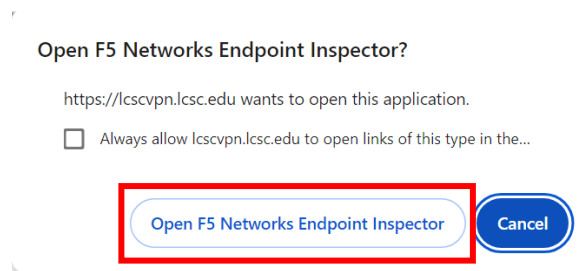 Open F5 Networks Endpoint Inspector?
https://lcscvpn.lcsc.edu wants to open this application.
Always allow lcscvpn.lcsc.edu to open links of this type in the...
Open F5 Networks Endpoint Inspector
Cancel